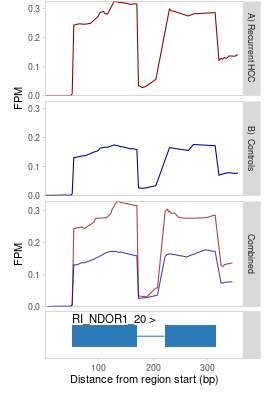 0.3
0.2
0.1
0.0
FPM
A) Recurrent HCC
0.3
0.2
0.1
0.0
B) Controls
0.3
0.2
0.1
0.0
FPM
Combined
RI_NDOR1_20 >
100
200
300
Distance from region start (bp)